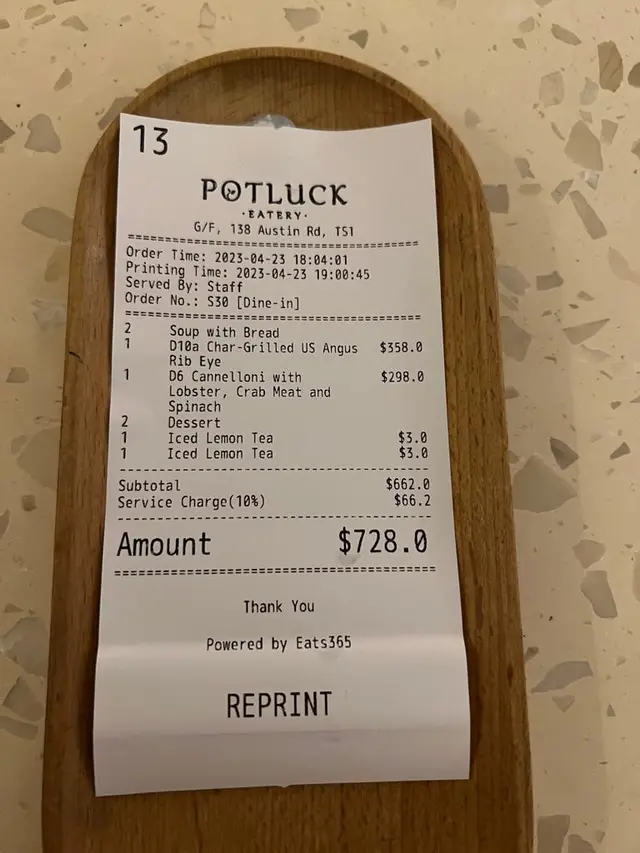 13
POTLUCK
·EATERY·
G/F, 138 Austin Rd, TST
Order Time: 2023-04-23 18:04:01
Printing Time: 2023-04-23 19:00:45
Served By: Staff
Order No.: S30 [Dine-in]
2 Soup with Bread
1 D10a Char-Grilled US Angus $358.0
Rib Eye
1 D6 Cannelloni with $298.0
Lobster, Crab Meat and
Spinach
2 Dessert
1 Iced Lemon Tea $3.0
1 Iced Lemon Tea $3.0
Subtotal $662.0
Service Charge(10%) $66.2
Amount $728.0
Thank You
Powered by Eats365
REPRINT